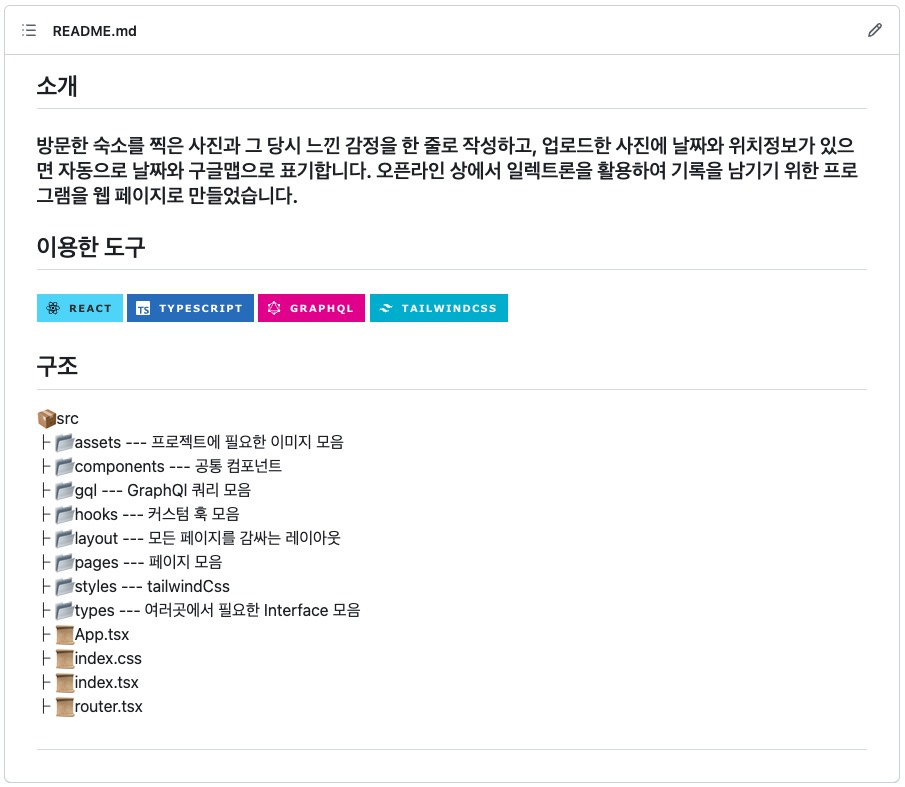 README.md
소개
방문한 숙소를 찍은 사진과 그 당시 느낀 감정을 한 줄로 작성하고, 업로드한 사진에 날짜와 위치정보가 있으
면 자동으로 날짜와 구글맵으로 표기합니다. 오픈라인 상에서 일렉트론을 활용하여 기록을 남기기 위한 프로
그램을 웹 페이지로 만들었습니다.
이용한 도구
REACT TS TYPESCRIPT GRAPHQL TAILWINDCSS
구조
📦src
├ 📂assets --- 프로젝트에 필요한 이미지 모음
├ 📂components --- 공통 컴포넌트
├ 📂gql --- GraphQl 쿼리 모음
├ 📂hooks --- 커스텀 훅 모음
├ 📂layout --- 모든 페이지를 감싸는 레이아웃
├ 📂pages --- 페이지 모음
├ 📂styles --- tailwindCss
├ 📂types --- 여러곳에서 필요한 Interface 모음
├ 📜App.tsx
├ 📜index.css
├ 📜index.tsx
├ 📜router.tsx